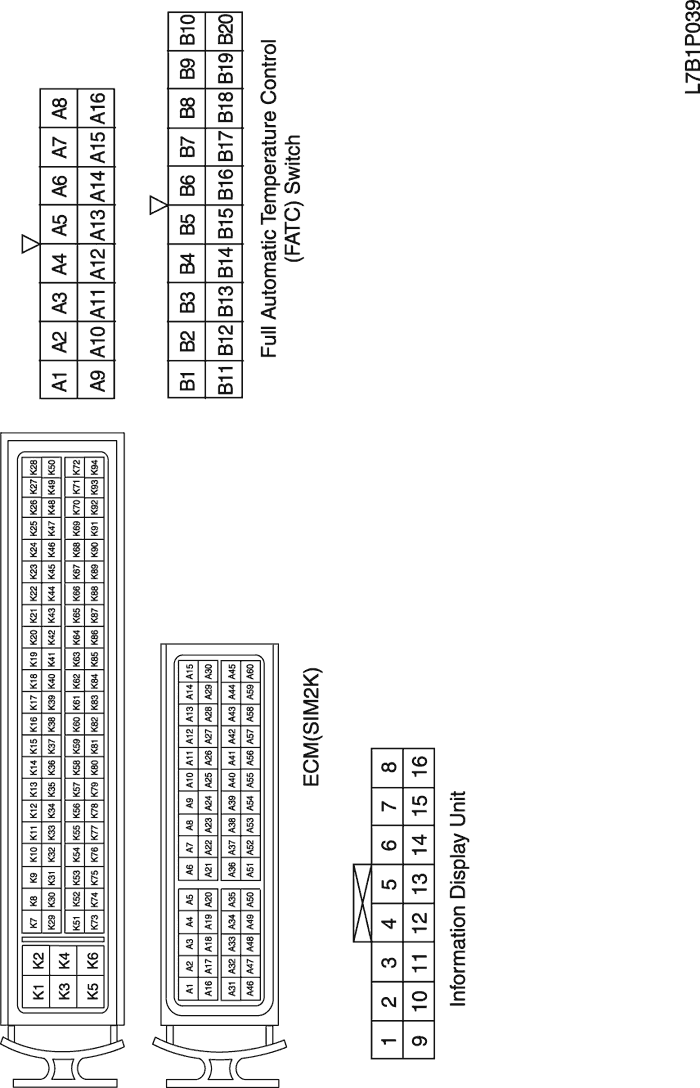 K1 K2
K3 K4
K5 K6
K7 K8 K9 K10 K11 K12 K13 K14 K15 K16 K17 K18 K19 K20 K21 K22 K23 K24 K25 K26 K27 K28
K29 K30 K31 K32 K33 K34 K35 K36 K37 K38 K39 K40 K41 K42 K43 K44 K45 K46 K47 K48 K49 K50
K51 K52 K53 K54 K55 K56 K57 K58 K59 K60 K61 K62 K63 K64 K65 K66 K67 K68 K69 K70 K71 K72
K73 K74 K75 K76 K77 K78 K79 K80 K81 K82 K83 K84 K85 K86 K87 K88 K89 K90 K91 K92 K93 K94
A1 A2 A3 A4 A5 A6 A7 A8 A9 A10 A11 A12 A13 A14 A15
A16 A17 A18 A19 A20 A21 A22 A23 A24 A25 A26 A27 A28 A29 A30
A31 A32 A33 A34 A35 A36 A37 A38 A39 A40 A41 A42 A43 A44 A45
A46 A47 A48 A49 A50 A51 A52 A53 A54 A55 A56 A57 A58 A59 A60
ECM(SIM2K)
A1 A2 A3 A4 A5 A6 A7 A8
A9 A10 A11 A12 A13 A14 A15 A16
B1 B2 B3 B4 B5 B6 B7 B8 B9 B10
B11 B12 B13 B14 B15 B16 B17 B18 B19 B20
Full Automatic Temperature Control
(FATC) Switch
1 2 3 4 5 6 7 8
9 10 11 12 13 14 15 16
Information Display Unit
L7B1P039